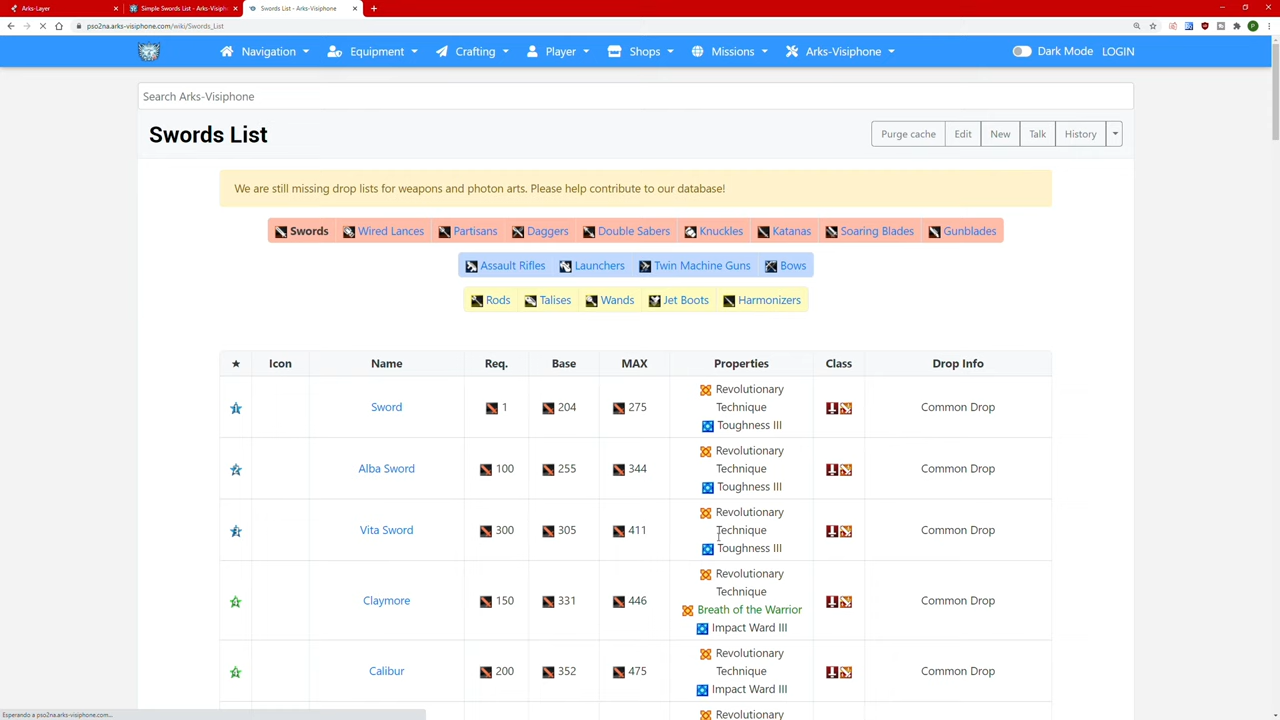 Arks-Layer
Simple Swords List - Arks-Visiphone
Swords List - Arks-Visiphone
pso2na.arks-visiphone.com/wiki/Swords_List
Navigation Equipment Crafting Player Shops Missions Arks-Visiphone Dark Mode LOGIN
Search Arks-Visiphone
Swords List
Purge cache Edit New Talk History
We are still missing drop lists for weapons and photon arts. Please help contribute to our database!
Swords Wired Lances Partisans Daggers Double Sabers Knuckles Katanas Soaring Blades Gunblades
Assault Rifles Launchers Twin Machine Guns Bows
Rods Talises Wands Jet Boots Harmonizers
★ Icon Name Req. Base MAX Properties Class Drop Info
Revolutionary
Sword 1 204 275 Technique Common Drop
Toughness III
Revolutionary
Alba Sword 100 255 344 Technique Common Drop
Toughness III
Revolutionary
Vita Sword 300 305 411 Technique Common Drop
Toughness III
Revolutionary
Technique
Claymore 150 331 446 Common Drop
Breath of the Warrior
Impact Ward III
Revolutionary
Calibur 200 352 475 Technique Common Drop
Impact Ward III
Revolutionary
Esperando a pso2na.arks-visiphone.com...